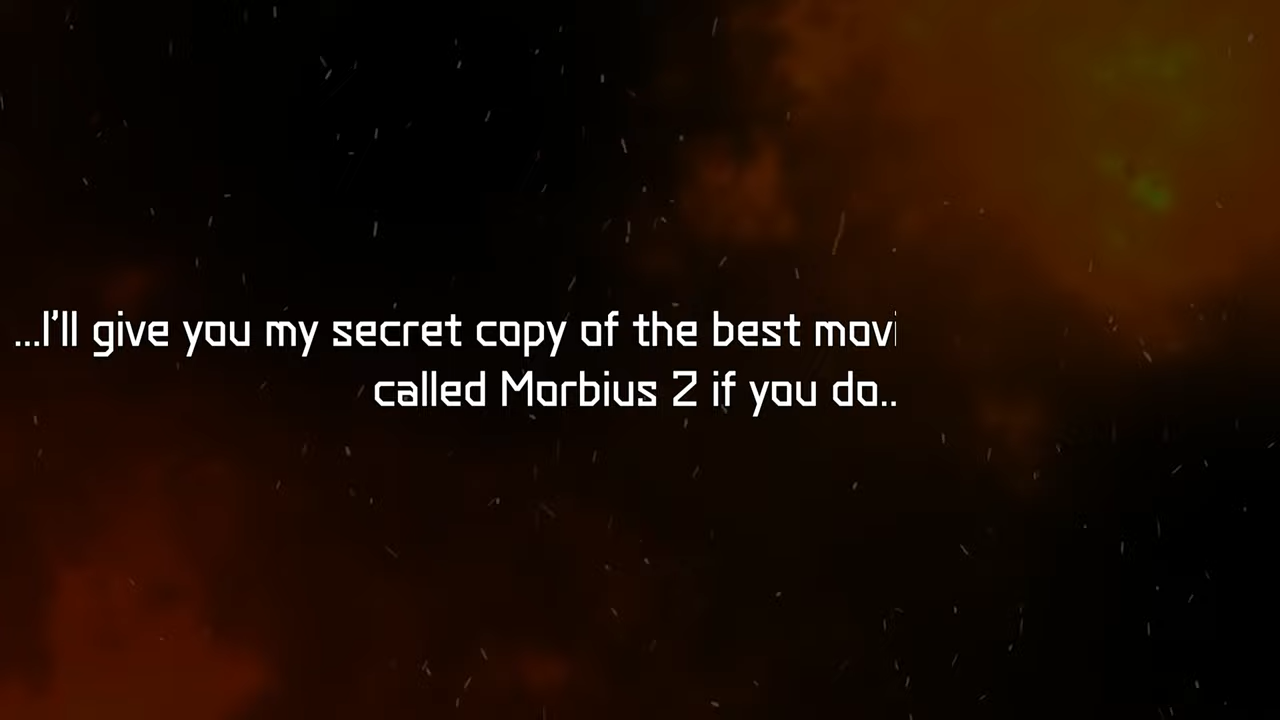 ...I'll give you my secret copy of the best movi
called Morbius 2 if you do..